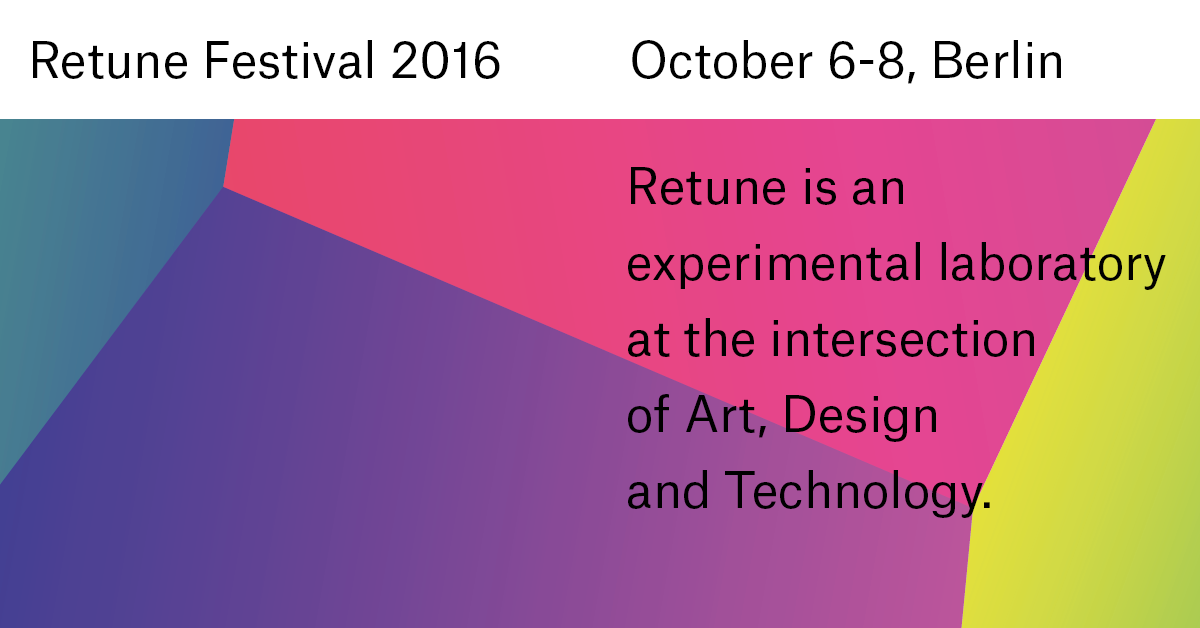 Retune Festival 2016
October 6-8, Berlin
Retune is an
experimental laboratory
at the intersection
of Art, Design
and Technology.